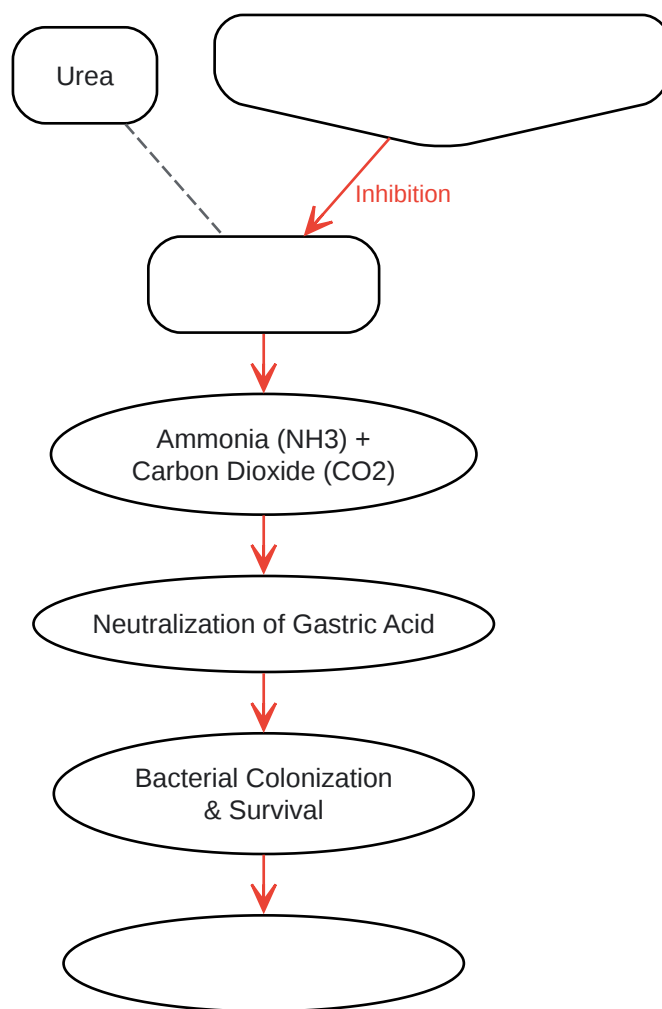 Urea
Inhibition
Ammonia (NH3) +
Carbon Dioxide (CO2)
Neutralization of Gastric Acid
Bacterial Colonization
& Survival